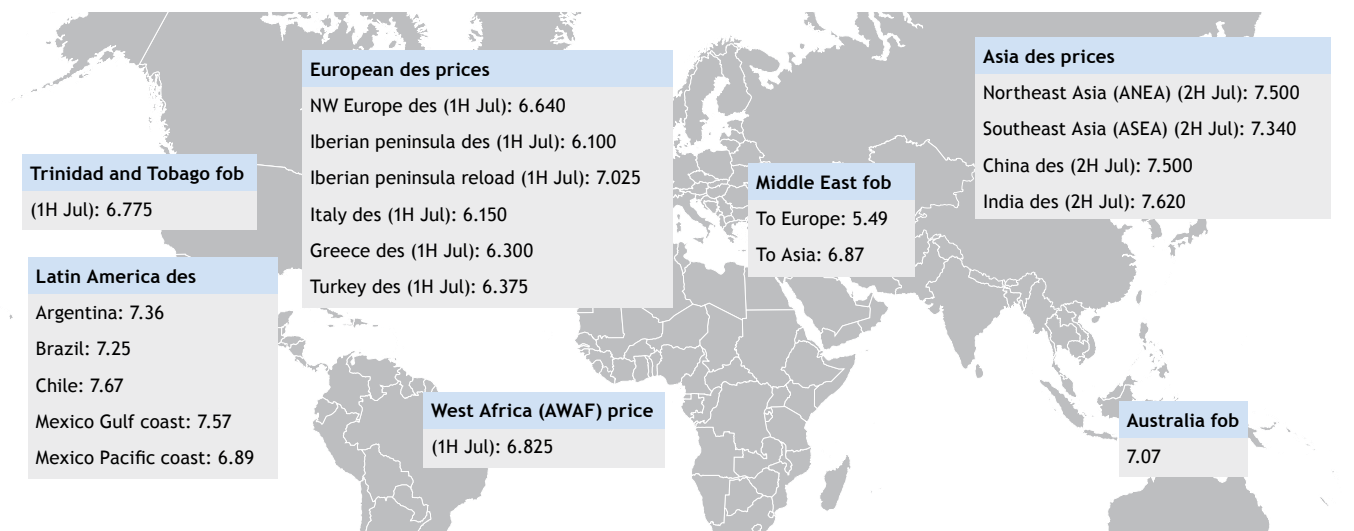 European des prices
NW Europe des (1H Jul): 6.640
Iberian peninsula des (1H Jul): 6.100
Iberian peninsula reload (1H Jul): 7.025
Italy des (1H Jul): 6.150
Greece des (1H Jul): 6.300
Turkey des (1H Jul): 6.375
Asia des prices
Northeast Asia (ANEA) (2H Jul): 7.500
Southeast Asia (ASEA) (2H Jul): 7.340
China des (2H Jul): 7.500
India des (2H Jul): 7.620
Trinidad and Tobago fob
(1H Jul): 6.775
Middle East fob
To Europe: 5.49
To Asia: 6.87
Latin America des
Argentina: 7.36
Brazil: 7.25
Chile: 7.67
Mexico Gulf coast: 7.57
Mexico Pacific coast: 6.89
West Africa (AWAF) price
(1H Jul): 6.825
Australia fob
7.07